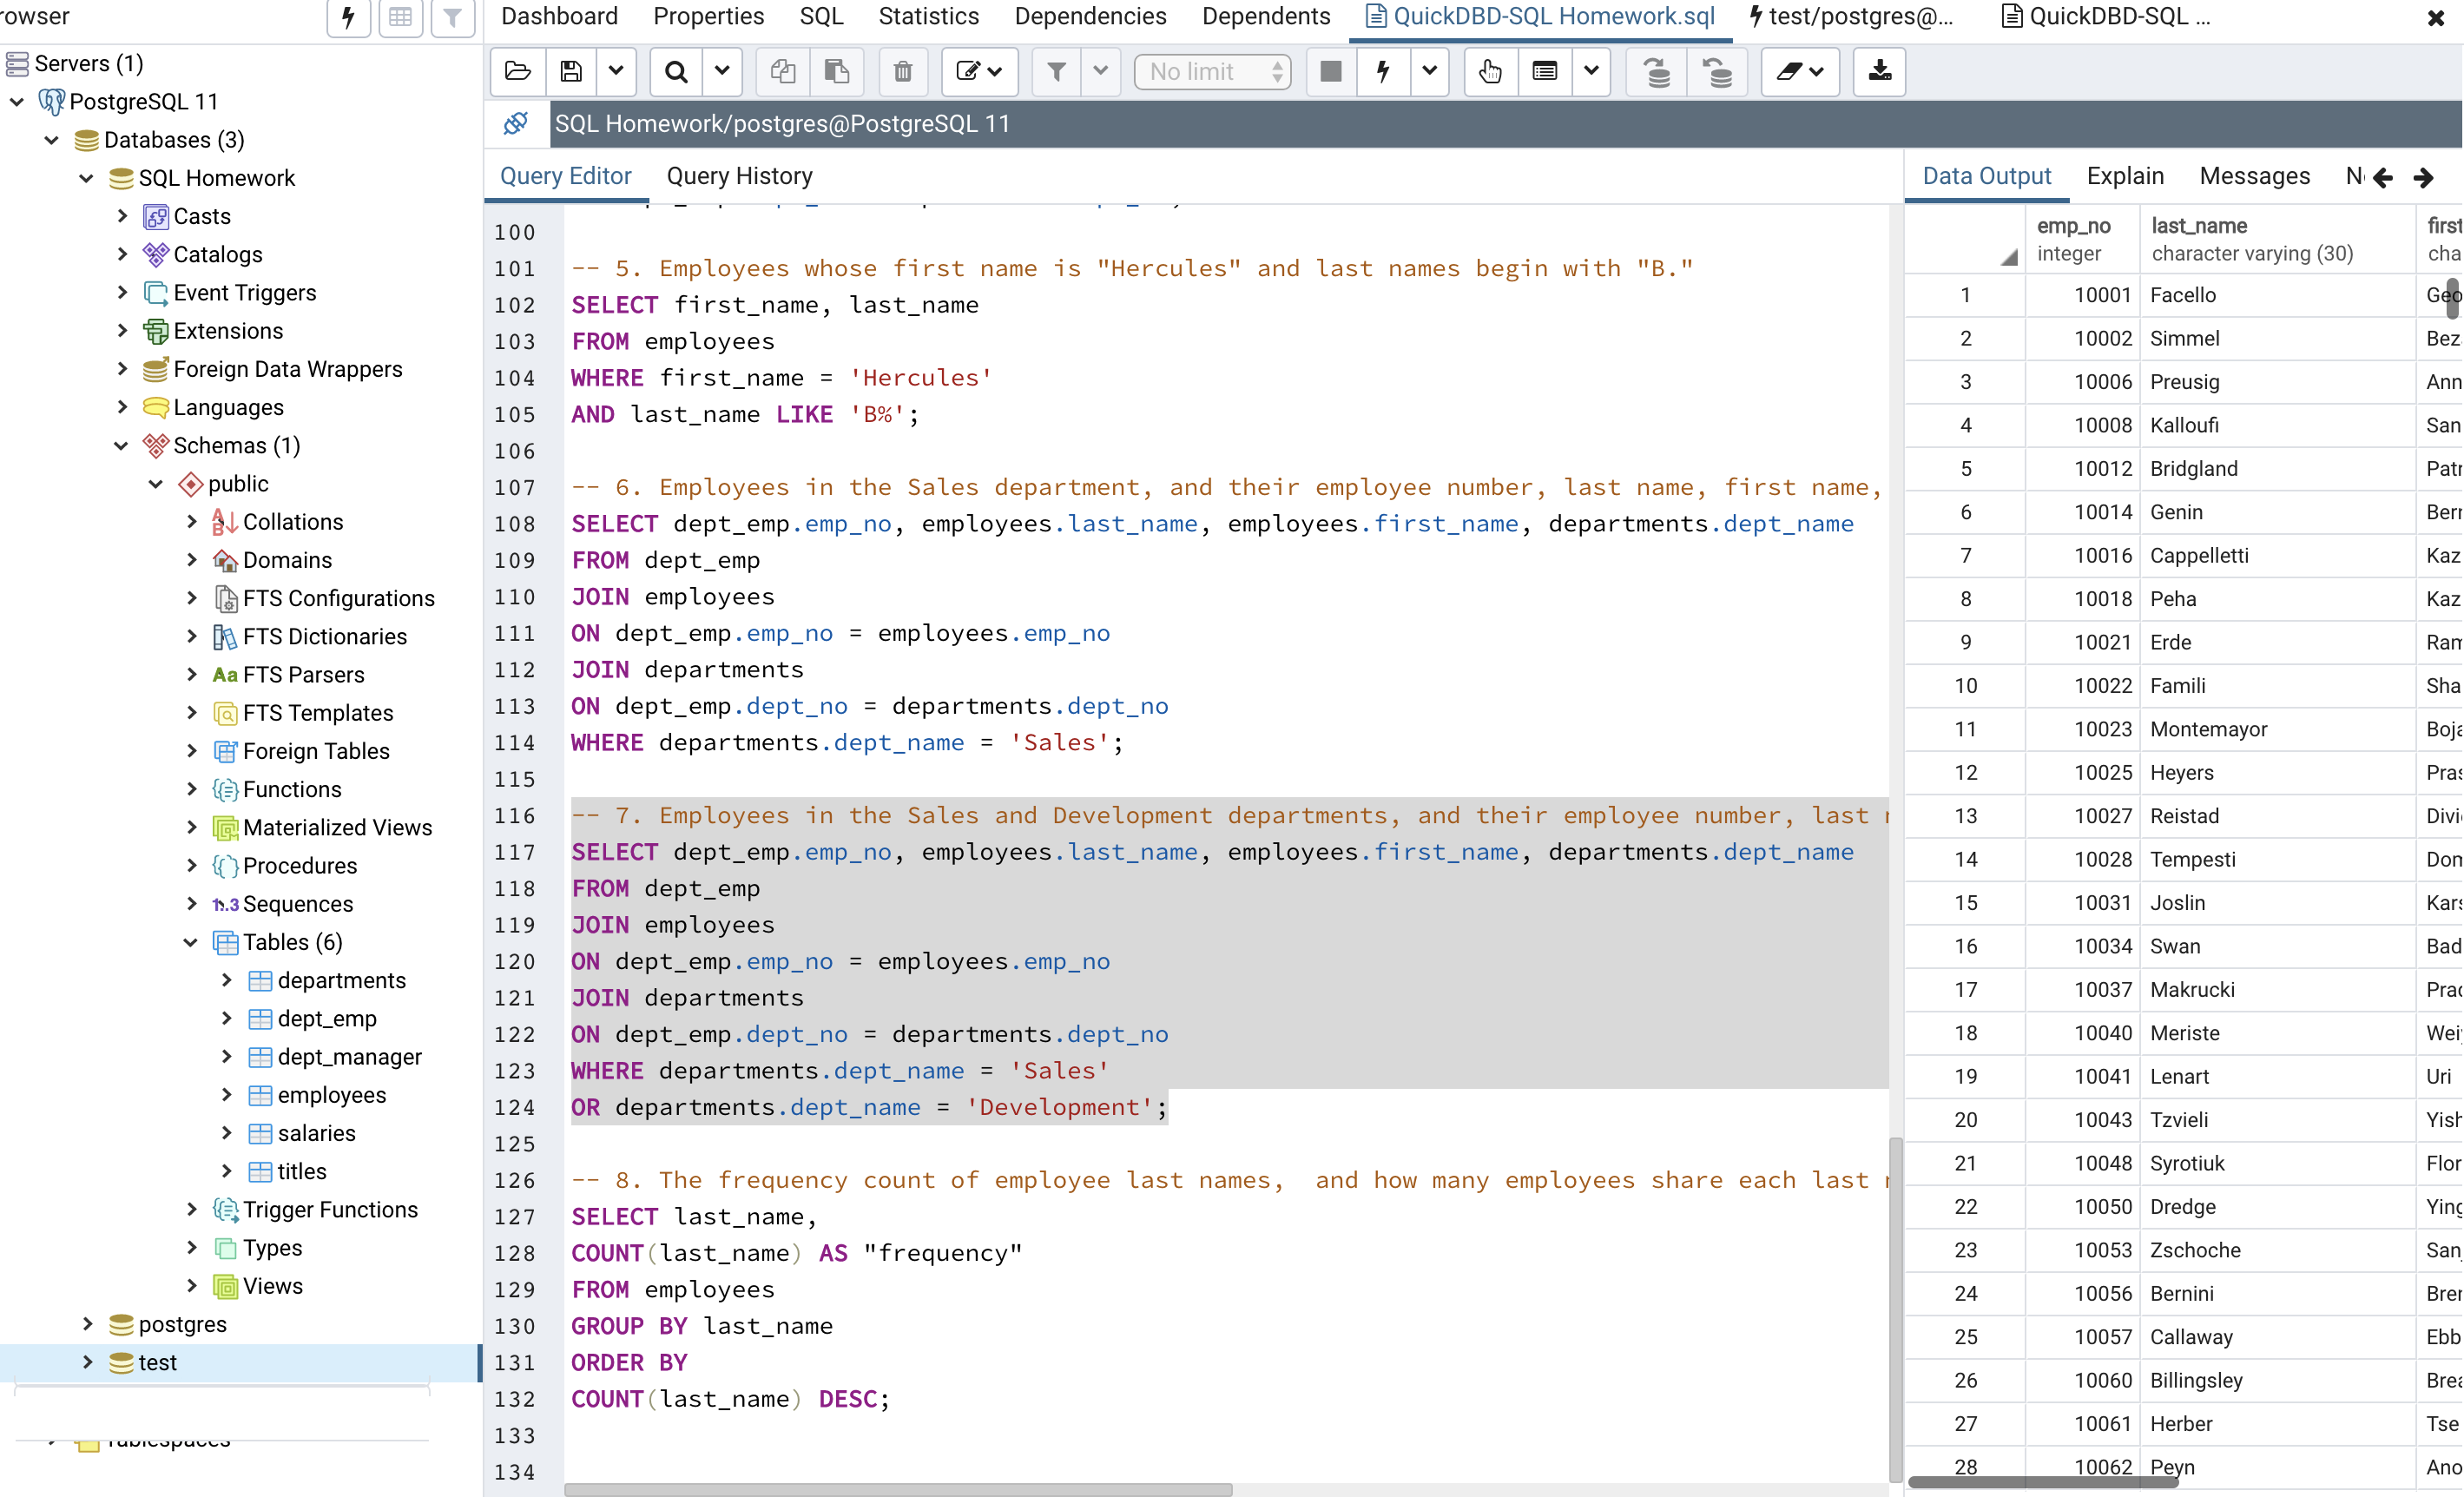 rowser
Dashboard Properties SQL Statistics Dependencies Dependents QuickDBD-SQL Homework.sql test/postgres@... QuickDBD-SQL ...
No limit
SQL Homework/postgres@PostgreSQL 11
Servers (1)
PostgreSQL 11
Databases (3)
SQL Homework
Casts
Catalogs
Event Triggers
Extensions
Foreign Data Wrappers
Languages
Schemas (1)
public
Collations
Domains
FTS Configurations
FTS Dictionaries
Aa FTS Parsers
FTS Templates
Foreign Tables
Functions
Materialized Views
Procedures
1..3 Sequences
Tables (6)
departments
dept_emp
dept_manager
employees
salaries
titles
Trigger Functions
Types
Views
postgres
test
Tablespaces
Query Editor Query History
100
101 -- 5. Employees whose first name is "Hercules" and last names begin with "B."
102 SELECT first_name, last_name
103 FROM employees
104 WHERE first_name = 'Hercules'
105 AND last_name LIKE 'B%';
106
107 -- 6. Employees in the Sales department, and their employee number, last name, first name,
108 SELECT dept_emp.emp_no, employees.last_name, employees.first_name, departments.dept_name
109 FROM dept_emp
110 JOIN employees
111 ON dept_emp.emp_no = employees.emp_no
112 JOIN departments
113 ON dept_emp.dept_no = departments.dept_no
114 WHERE departments.dept_name = 'Sales';
115
116 -- 7. Employees in the Sales and Development departments, and their employee number, last
117 SELECT dept_emp.emp_no, employees.last_name, employees.first_name, departments.dept_name
118 FROM dept_emp
119 JOIN employees
120 ON dept_emp.emp_no = employees.emp_no
121 JOIN departments
122 ON dept_emp.dept_no = departments.dept_no
123 WHERE departments.dept_name = 'Sales'
124 OR departments.dept_name = 'Development';
125
126 -- 8. The frequency count of employee last names,  and how many employees share each last
127 SELECT last_name,
128 COUNT(last_name) AS "frequency"
129 FROM employees
130 GROUP BY last_name
131 ORDER BY
132 COUNT(last_name) DESC;
133
134
Data Output Explain Messages N
emp_no last_name first
integer character varying (30) cha
1 10001 Facello Geo
2 10002 Simmel Bez
3 10006 Preusig Ann
4 10008 Kalloufi San
5 10012 Bridgland Patr
6 10014 Genin Bern
7 10016 Cappelletti Kaz
8 10018 Peha Kaz
9 10021 Erde Ram
10 10022 Famili Sha
11 10023 Montemayor Boja
12 10025 Heyers Pras
13 10027 Reistad Divi
14 10028 Tempesti Dom
15 10031 Joslin Kars
16 10034 Swan Bad
17 10037 Makrucki Prad
18 10040 Meriste Wei
19 10041 Lenart Uri
20 10043 Tzvieli Yish
21 10048 Syrotiuk Flor
22 10050 Dredge Ying
23 10053 Zschoche San
24 10056 Bernini Bren
25 10057 Callaway Ebb
26 10060 Billingsley Brea
27 10061 Herber Tse
28 10062 Peyn Ano